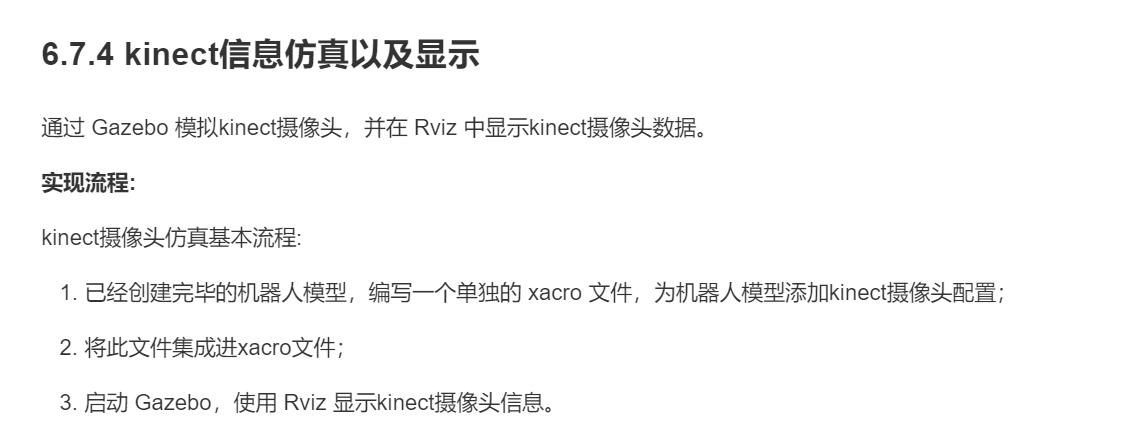 6.7.4 kinect信息仿真以及显示
通过 Gazebo 模拟kinect摄像头，并在 Rviz 中显示kinect摄像头数据。
实现流程:
kinect摄像头仿真基本流程:
1. 已经创建完毕的机器人模型，编写一个单独的 xacro 文件，为机器人模型添加kinect摄像头配置；
2. 将此文件集成进xacro文件；
3. 启动 Gazebo，使用 Rviz 显示kinect摄像头信息。